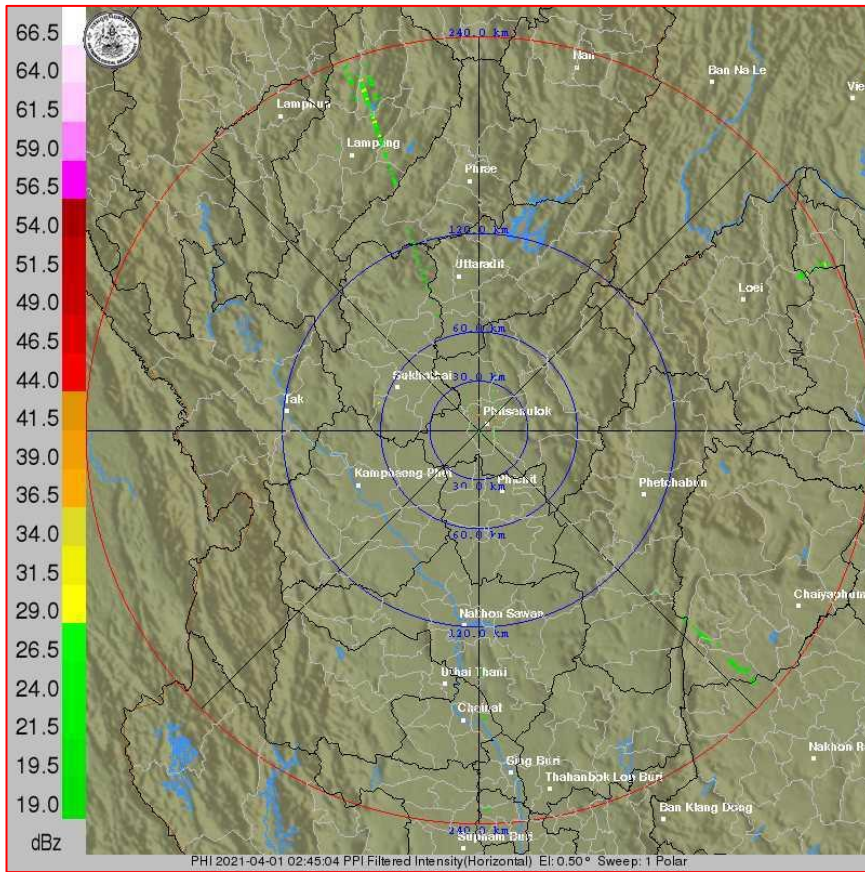 66.5
64.0
61.5
59.0
56.5
54.0
51.5
49.0
46.5
44.0
41.5
39.0
36.5
34.0
31.5
29.0
26.5
24.0
21.5
19.5
19.0
dBz
240.0 km
Nan
Ban Na Le
Vie
Lamphun
Lampang
Phrae
120.0 km
Uttaradit
Loei
60.0 km
30.0 km
Sukhothai
Tak
Phitsanulok
Kamphaeng Phet
Phichit
Phetchabun
30.0 km
60.0 km
Nakhon Sawan
Chaiyaphum
120.0 km
Uthai Thani
Chainat
Nakhon R
Sing Buri
Thahanbok Lop Buri
Ban Klang Dong
240.0 km
Suphan Buri
PHI 2021-04-01 02:45:04 PPI Filtered Intensity(Horizontal) El: 0.50° Sweep: 1 Polar